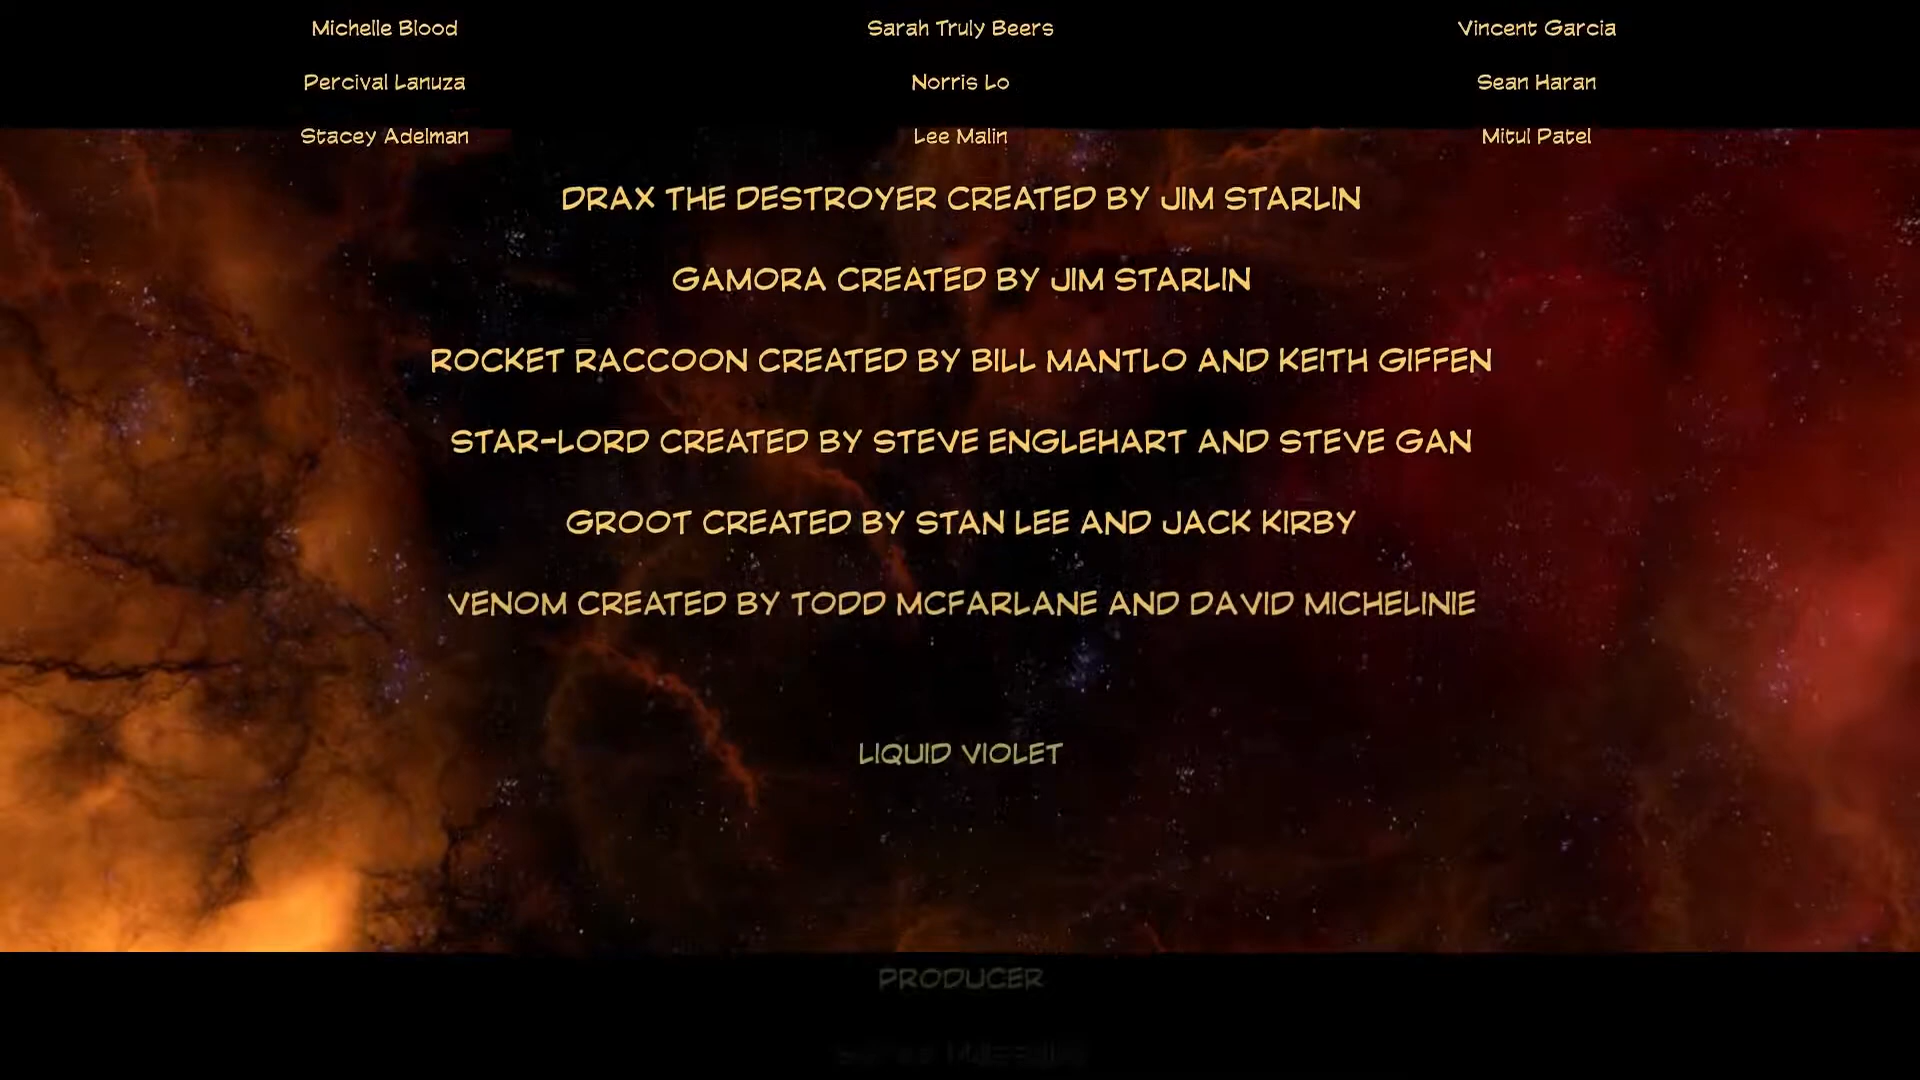 Michelle Blood Sarah Truly Beers Vincent Garcia
Percival Lanuza Norris Lo Sean Haran
Stacey Adelman Lee Malin Mitul Patel
DRAX THE DESTROYER CREATED BY JIM STARLIN
GAMORA CREATED BY JIM STARLIN
ROCKET RACCOON CREATED BY BILL MANTLO AND KEITH GIFFEN
STAR-LORD CREATED BY STEVE ENGLEHART AND STEVE GAN
GROOT CREATED BY STAN LEE AND JACK KIRBY
VENOM CREATED BY TODD MCFARLANE AND DAVID MICHELINIE
LIQUID VIOLET
PRODUCER